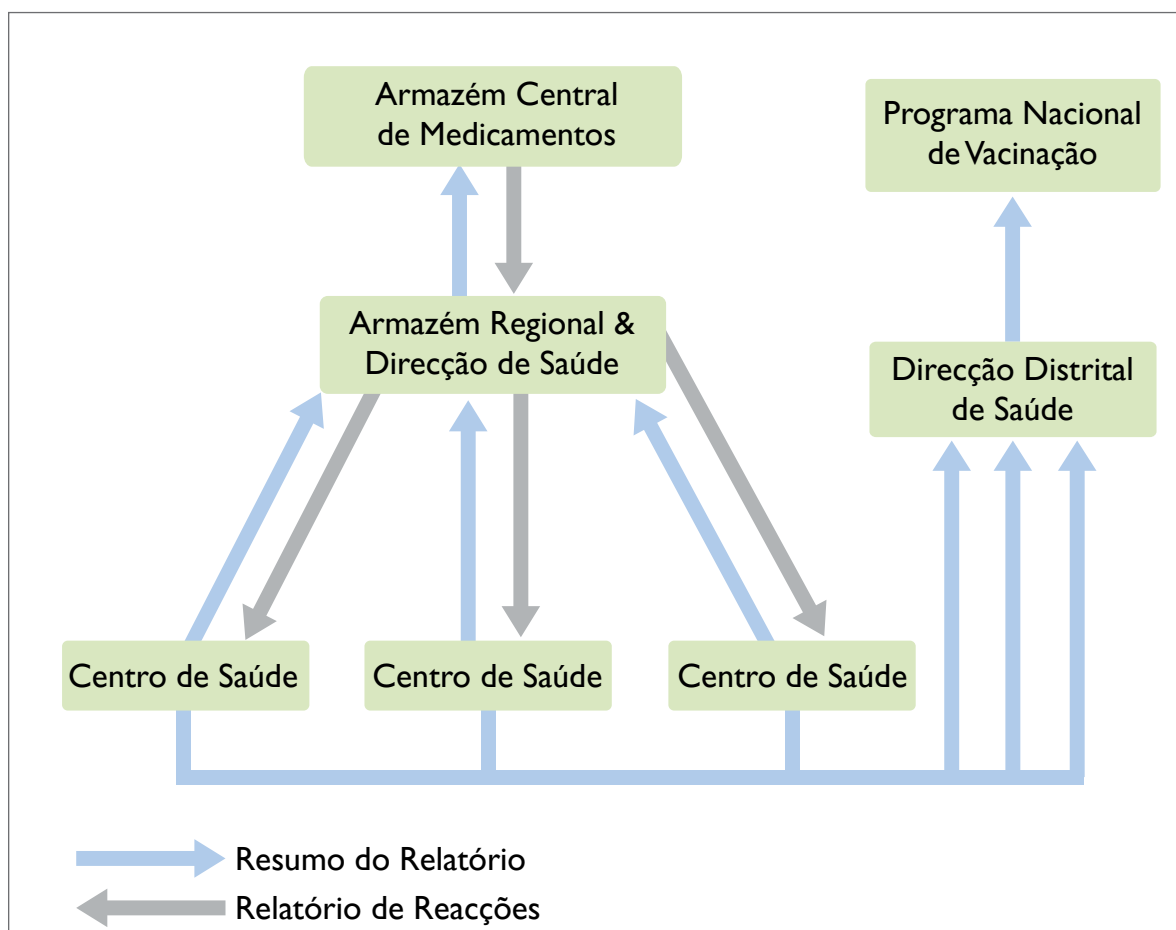 Armazém Central
de Medicamentos
Programa Nacional
de Vacinação
Armazém Regional &
Direcção de Saúde
Direcção Distrital
de Saúde
Centro de Saúde
Centro de Saúde
Centro de Saúde
Resumo do Relatório
Relatório de Reacções